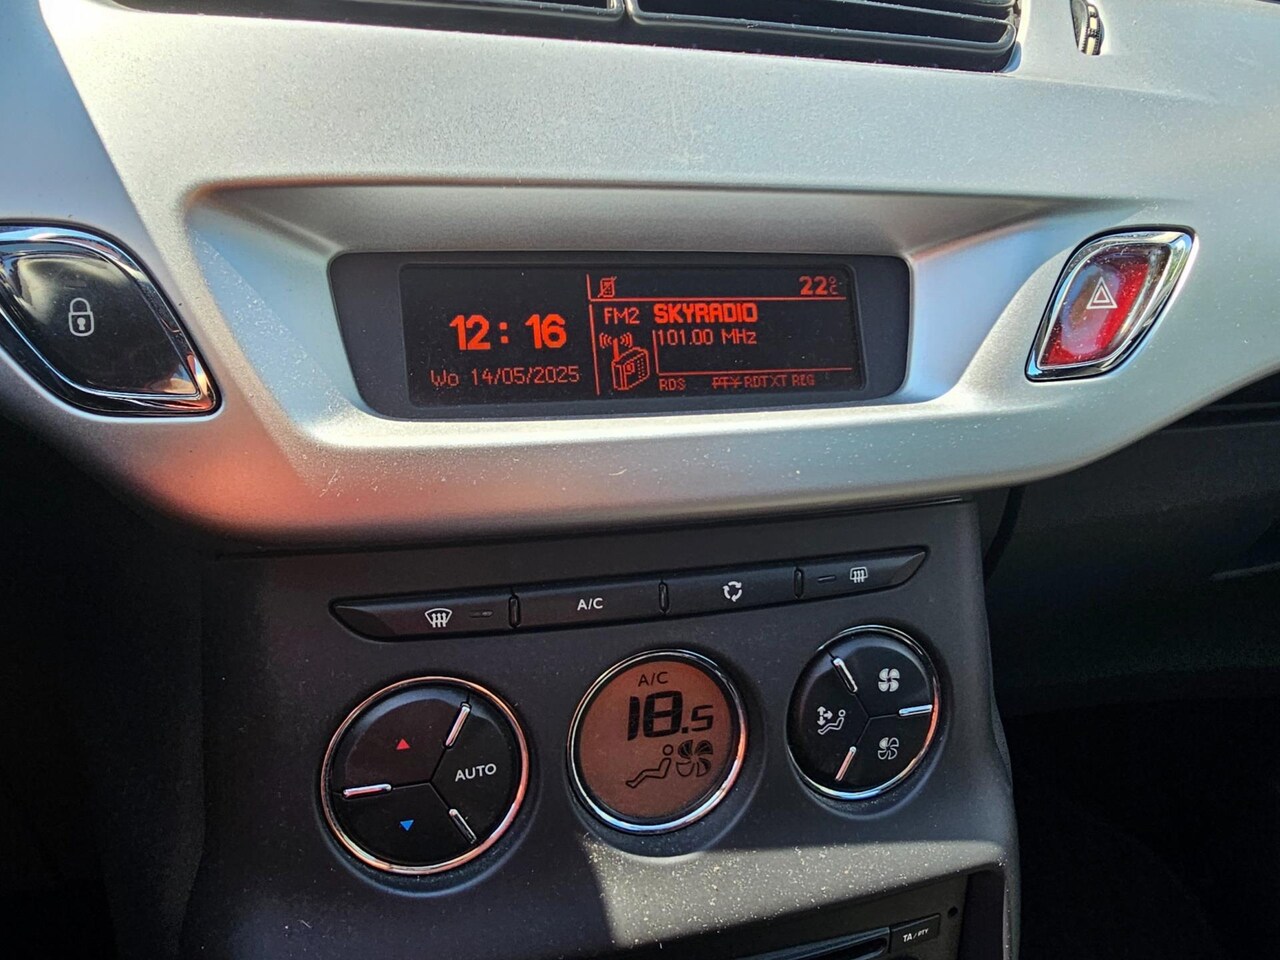 22°C
12:16
FM2 SKYRADIO
101.00 MHz
Wo 14/05/2025
RDS PTY RDTXT REG
A/C
A/C
18.5
AUTO
TA/PTY